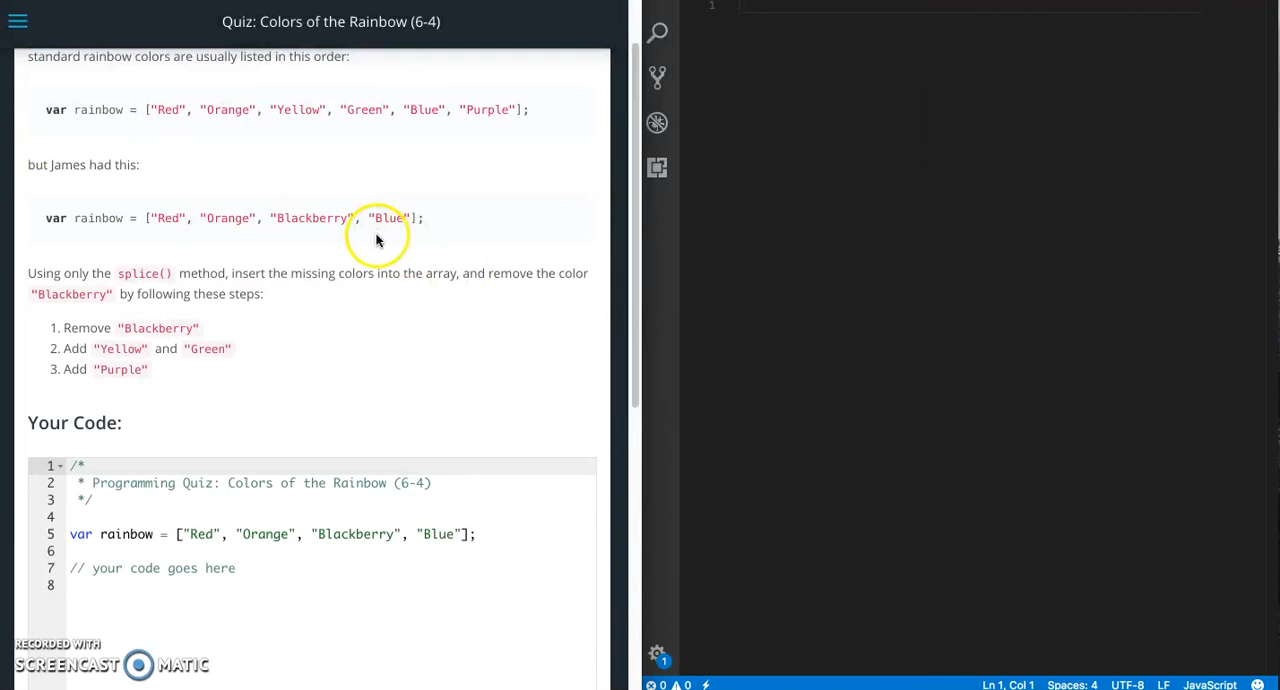 Quiz: Colors of the Rainbow (6-4)
standard rainbow colors are usually listed in this order:
var rainbow = ["Red", "Orange", "Yellow", "Green", "Blue", "Purple"];
but James had this:
var rainbow = ["Red", "Orange", "Blackberry", "Blue"];
Using only the splice() method, insert the missing colors into the array, and remove the color
"Blackberry" by following these steps:
1. Remove "Blackberry"
2. Add "Yellow" and "Green"
3. Add "Purple"
Your Code:
1 /*
2 * Programming Quiz: Colors of the Rainbow (6-4)
3 */
4
5 var rainbow = ["Red", "Orange", "Blackberry", "Blue"];
6
7 // your code goes here
8
RECORDED WITH
SCREENCAST MATIC
1
1
0 0
Ln 1, Col 1 Spaces: 4 UTF-8 LF JavaScript